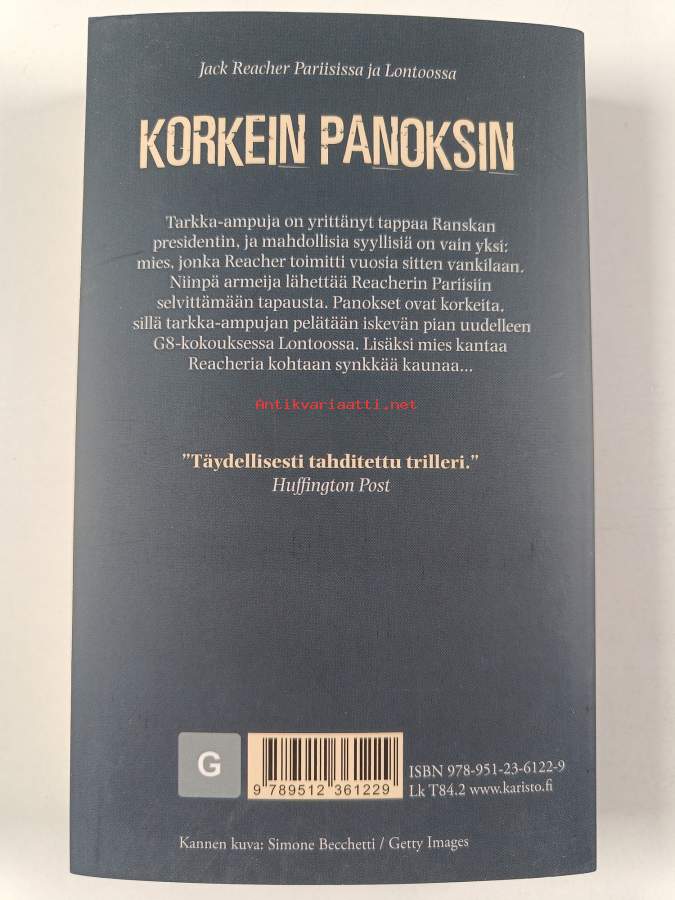 Jack Reacher Pariisissa ja Lontoossa
KORKEIN PANOKSIN
Tarkka-ampuja on yrittänyt tappaa Ranskan
presidentin, ja mahdollisia syyllisiä on vain yksi:
mies, jonka Reacher toimitti vuosia sitten vankilaan.
Niinpä armeija lähettää Reacherin Pariisiin
selvittämään tapausta. Panokset ovat korkeita,
sillä tarkka-ampujan pelätään iskevän pian uudelleen
G8-kokouksessa Lontoossa. Lisäksi mies kantaa
Reacheria kohtaan synkkää kaunaa...
Antikvariaatti.net
"Täydellisesti tahditettu trilleri."
Huffington Post
G
9 789512 361229
ISBN 978-951-23-6122-9
Lk T84.2 www.karisto.fi
Kannen kuva: Simone Becchetti / Getty Images